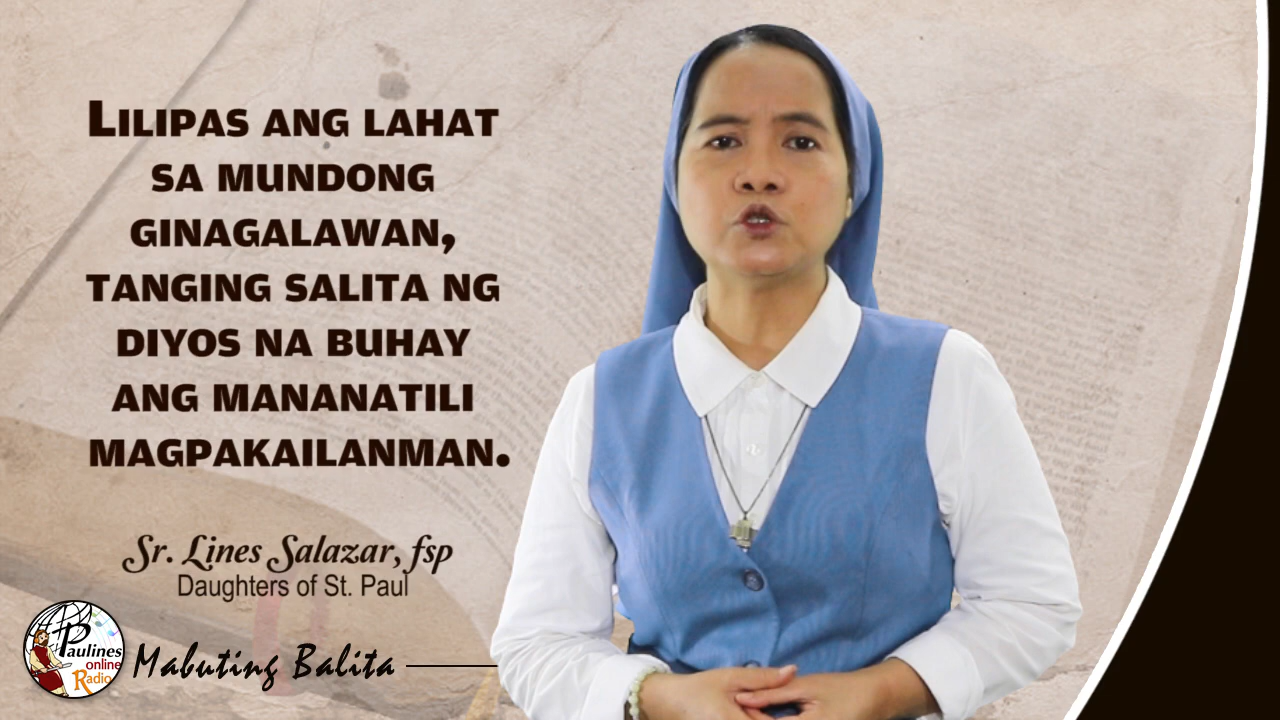 LILIPAS ANG LAHAT
SA MUNDONG
GINAGALAWAN,
TANGING SALITA NG
DIYOS NA BUHAY
ANG MANANATILI
MAGPAKAILANMAN.
Sr. Lines Salazar, fsp
Daughters of St. Paul
Paulines
online
Radio
Mabuting Balita